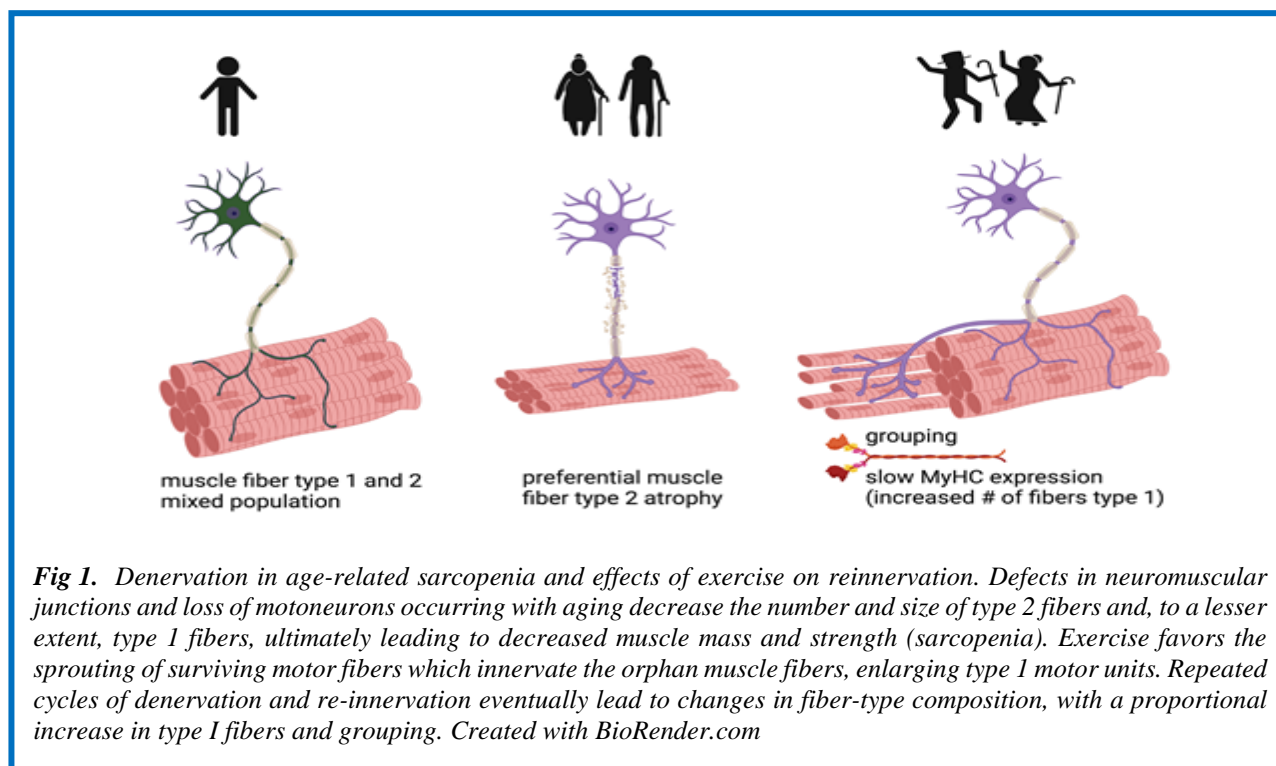 muscle fiber type 1 and 2
mixed population
preferential muscle
fiber type 2 atrophy
grouping
slow MyHC expression
(increased # of fibers type 1)
Fig 1. Denervation in age-related sarcopenia and effects of exercise on reinnervation. Defects in neuromuscular
junctions and loss of motoneurons occurring with aging decrease the number and size of type 2 fibers and, to a lesser
extent, type 1 fibers, ultimately leading to decreased muscle mass and strength (sarcopenia). Exercise favors the
sprouting of surviving motor fibers which innervate the orphan muscle fibers, enlarging type 1 motor units. Repeated
cycles of denervation and re-innervation eventually lead to changes in fiber-type composition, with a proportional
increase in type I fibers and grouping. Created with BioRender.com